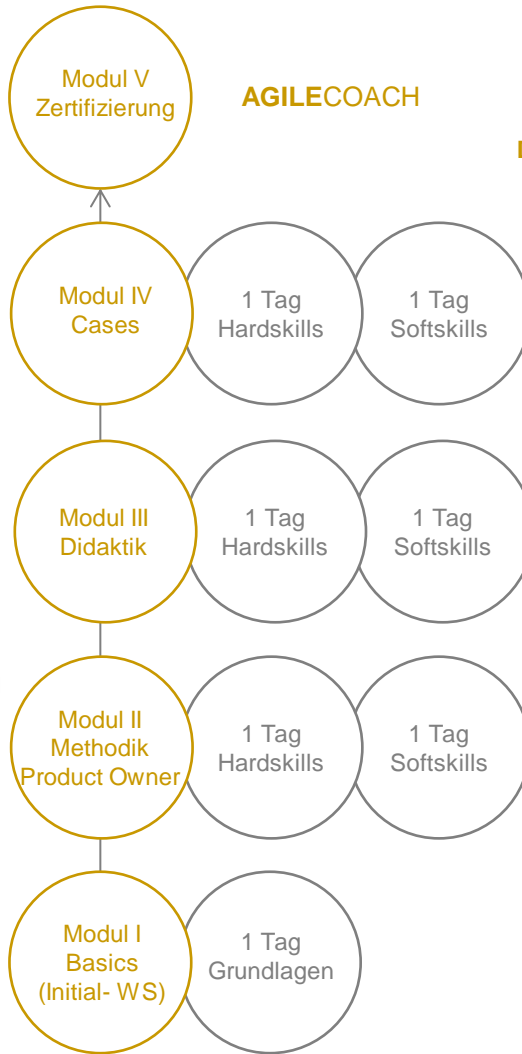 Modul V
Zertifizierung
AGILECOACH
Modul IV
Cases
1 Tag
Hardskills
1 Tag
Softskills
Modul III
Didaktik
1 Tag
Hardskills
1 Tag
Softskills
Modul II
Methodik
Product Owner
1 Tag
Hardskills
1 Tag
Softskills
Modul I
Basics
(Initial- WS)
1 Tag
Grundlagen